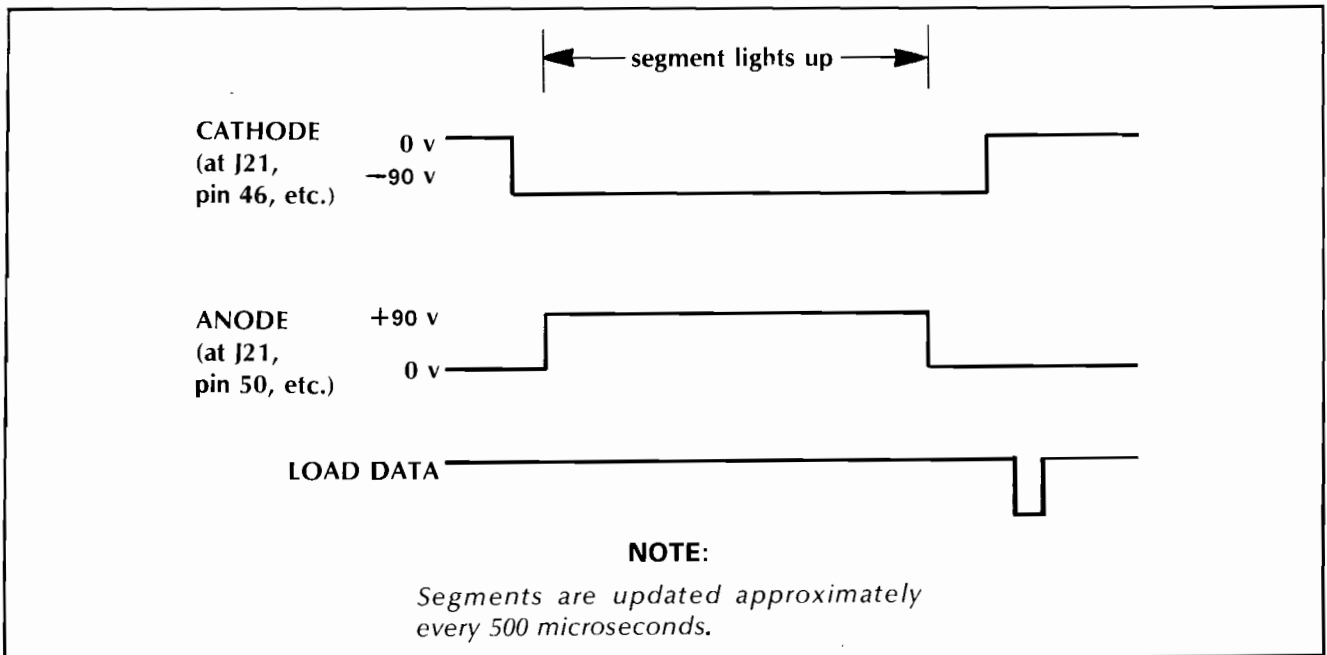 segment lights up
CATHODE
(at J21,
pin 46, etc.)
0 v
—90 v
ANODE
(at J21,
pin 50, etc.)
+90 v
0 v
LOAD DATA
NOTE:
Segments are updated approximately
every 500 microseconds.